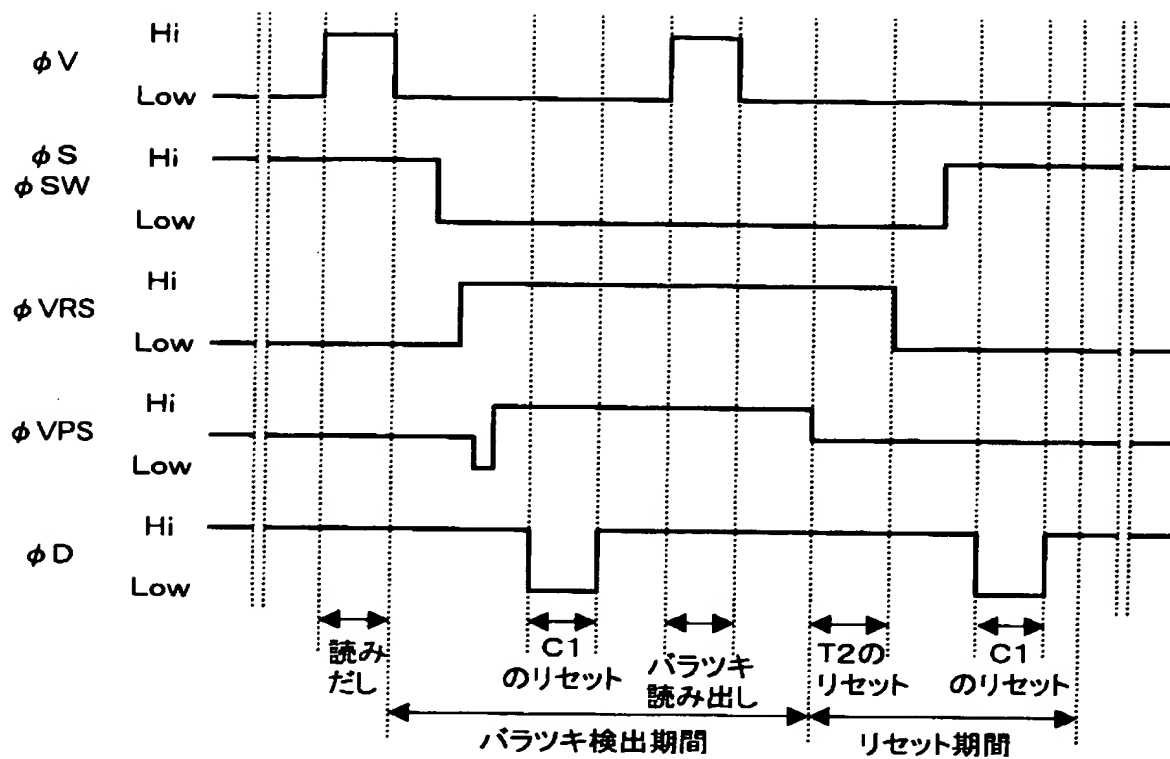 Hi
φV
Low
φS
φSW
Hi
Low
Hi
φVRS
Low
Hi
φVPS
Low
Hi
φD
Low
読み
だし
C1
のリセット
バラツキ
読み出し
T2の
リセット
C1
のリセット
バラツキ検出期間
リセット期間